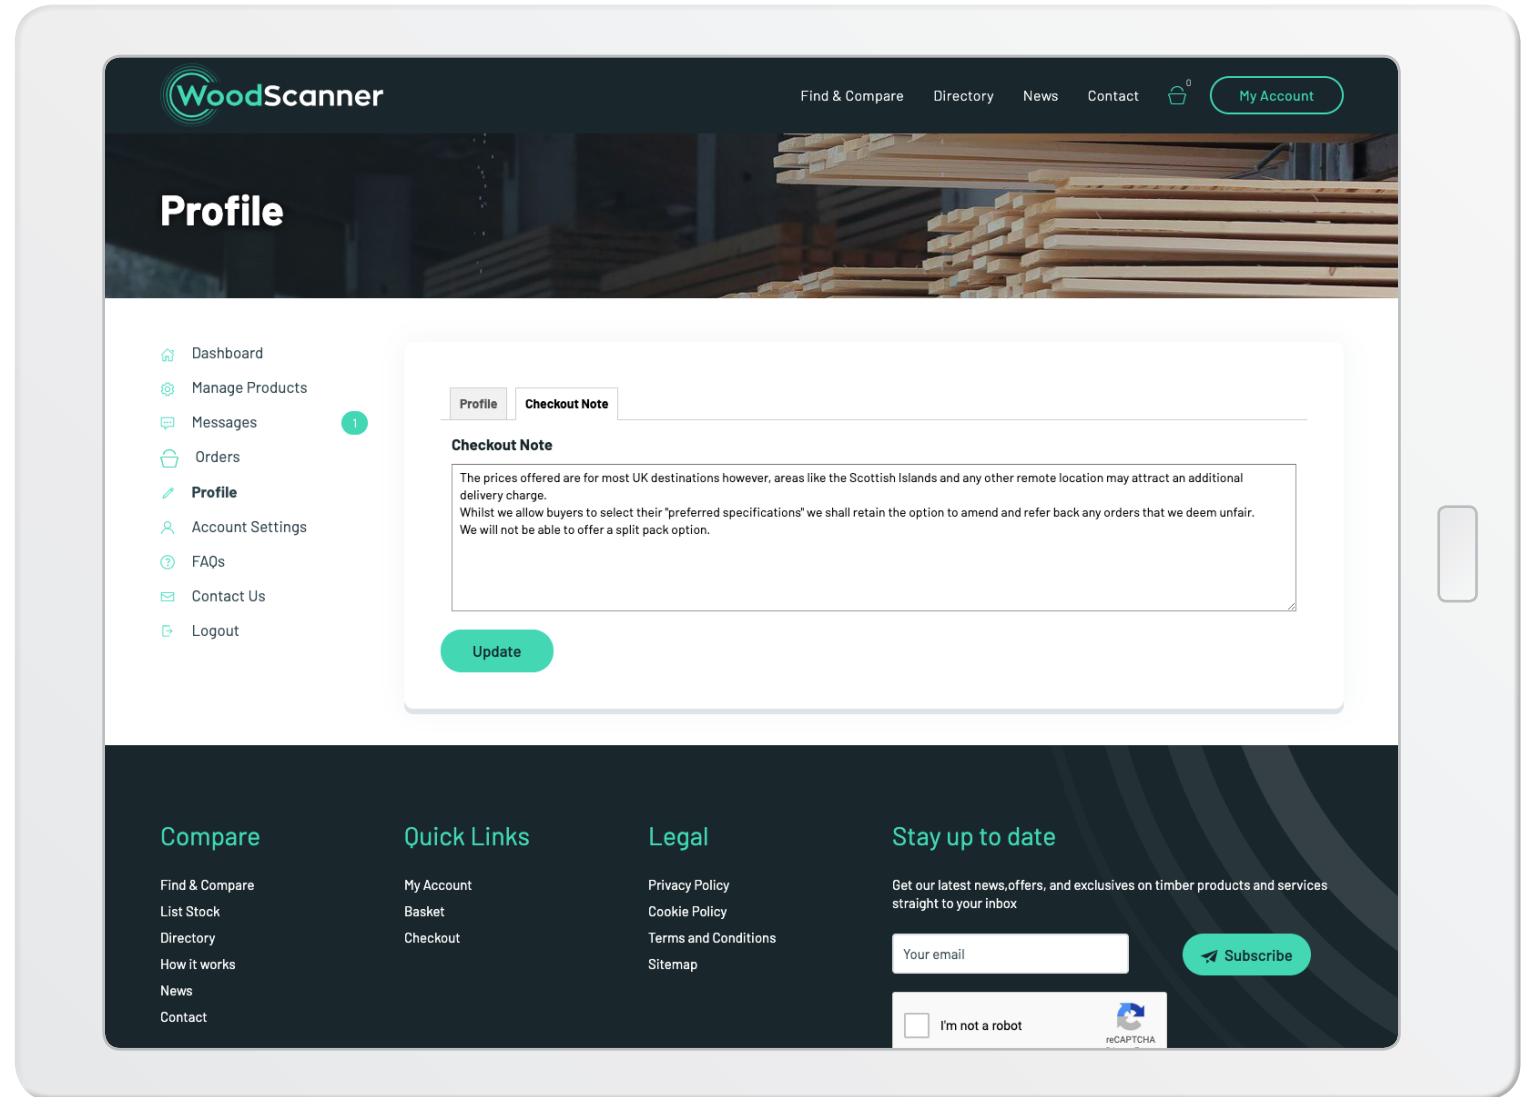 WoodScanner
Find & Compare
Directory
News
Contact
0
My Account
Profile
Dashboard
Manage Products
Messages
1
Orders
Profile
Account Settings
FAQs
Contact Us
Logout
Profile
Checkout Note
Checkout Note
The prices offered are for most UK destinations however, areas like the Scottish Islands and any other remote location may attract an additional
delivery charge.
Whilst we allow buyers to select their "preferred specifications" we shall retain the option to amend and refer back any orders that we deem unfair.
We will not be able to offer a split pack option.
Update
Compare
Find & Compare
List Stock
Directory
How it works
News
Contact
Quick Links
My Account
Basket
Checkout
Legal
Privacy Policy
Cookie Policy
Terms and Conditions
Sitemap
Stay up to date
Get our latest news,offers, and exclusives on timber products and services
straight to your inbox
Your email
Subscribe
I'm not a robot
reCAPTCHA